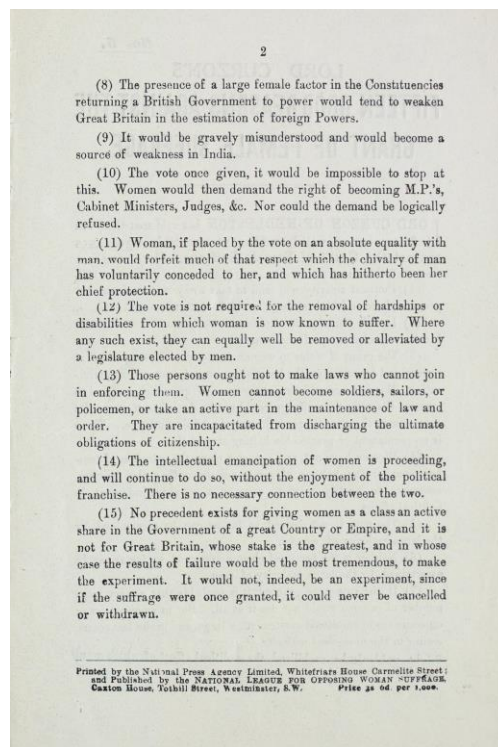 2
(8) The presence of a large female factor in the Constituencies
returning a British Government to power would tend to weaken
Great Britain in the estimation of foreign Powers.
(9) It would be gravely misunderstood and would become a
source of weakness in India.
(10) The vote once given, it would be impossible to stop at
this. Women would then demand the right of becoming M.P.'s,
Cabinet Ministers, Judges, &c. Nor could the demand be logically
refused.
(11) Woman, if placed by the vote on an absolute equality with
man, would forfeit much of that respect which the chivalry of man
has voluntarily conceded to her, and which has hitherto been her
chief protection.
(12) The vote is not required for the removal of hardships or
disabilities from which woman is now known to suffer. Where
any such exist, they can equally well be removed or alleviated by
a legislature elected by men.
(13) Those persons ought not to make laws who cannot join
in enforcing them. Women cannot become soldiers, sailors, or
policemen, or take an active part in the maintenance of law and
order. They are incapacitated from discharging the ultimate
obligations of citizenship.
(14) The intellectual emancipation of women is proceeding,
and will continue to do so, without the enjoyment of the political
franchise. There is no necessary connection between the two.
(15) No precedent exists for giving women as a class an active
share in the Government of a great Country or Empire, and it is
not for Great Britain, whose stake is the greatest, and in whose
case the results of failure would be the most tremendous, to make
the experiment. It would not, indeed, be an experiment, since
if the suffrage were once granted, it could never be cancelled
or withdrawn.
Printed by the National Press Agency Limited, Whitefriars House Carmelite Street;
and Published by the NATIONAL LEAGUE FOR OPPOSING WOMAN SUFFRAGE,
Caxton House, Tothill Street, Westminster, S.W. Price 3s 6d. per 1,000.